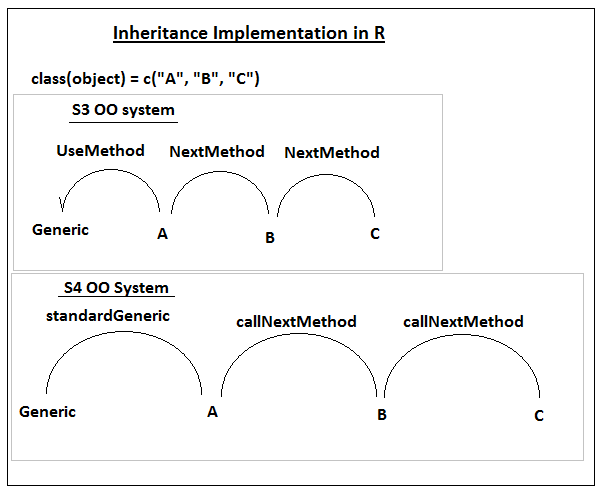 Inheritance Implementation in R
class(object) = c("A", "B", "C")
S3 OO system
UseMethod NextMethod NextMethod
Generic A B C
S4 OO System
standardGeneric callNextMethod callNextMethod
Generic A B C